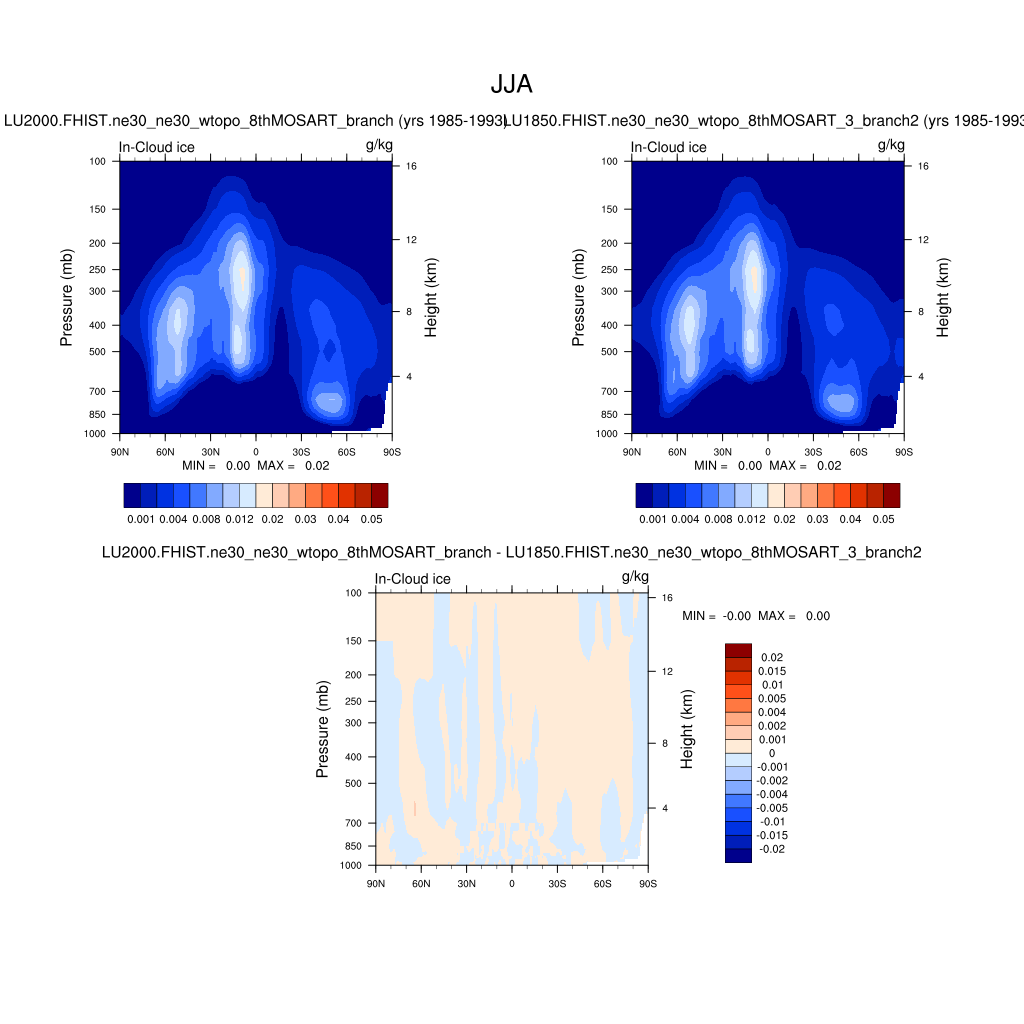 JJA
LU2000.FHIST.ne30_ne30_wtopo_8thMOSART_branch (yrs 1985-1993)
LU1850.FHIST.ne30_ne30_wtopo_8thMOSART_3_branch2 (yrs 1985-1993
In-Cloud ice g/kg
100
150
200
250
300
400
500
700
850
1000
Pressure (mb)
16
12
8
4
Height (km)
90N 60N 30N 0 30S 60S 90S
MIN = 0.00 MAX = 0.02
0.001 0.004 0.008 0.012 0.02 0.03 0.04 0.05
In-Cloud ice g/kg
100
150
200
250
300
400
500
700
850
1000
Pressure (mb)
16
12
8
4
Height (km)
90N 60N 30N 0 30S 60S 90S
MIN = 0.00 MAX = 0.02
0.001 0.004 0.008 0.012 0.02 0.03 0.04 0.05
LU2000.FHIST.ne30_ne30_wtopo_8thMOSART_branch - LU1850.FHIST.ne30_ne30_wtopo_8thMOSART_3_branch2
In-Cloud ice g/kg
100
150
200
250
300
400
500
700
850
1000
Pressure (mb)
16
12
8
4
Height (km)
90N 60N 30N 0 30S 60S 90S
MIN = -0.00 MAX = 0.00
0.02
0.015
0.01
0.005
0.004
0.002
0.001
0
-0.001
-0.002
-0.004
-0.005
-0.01
-0.015
-0.02